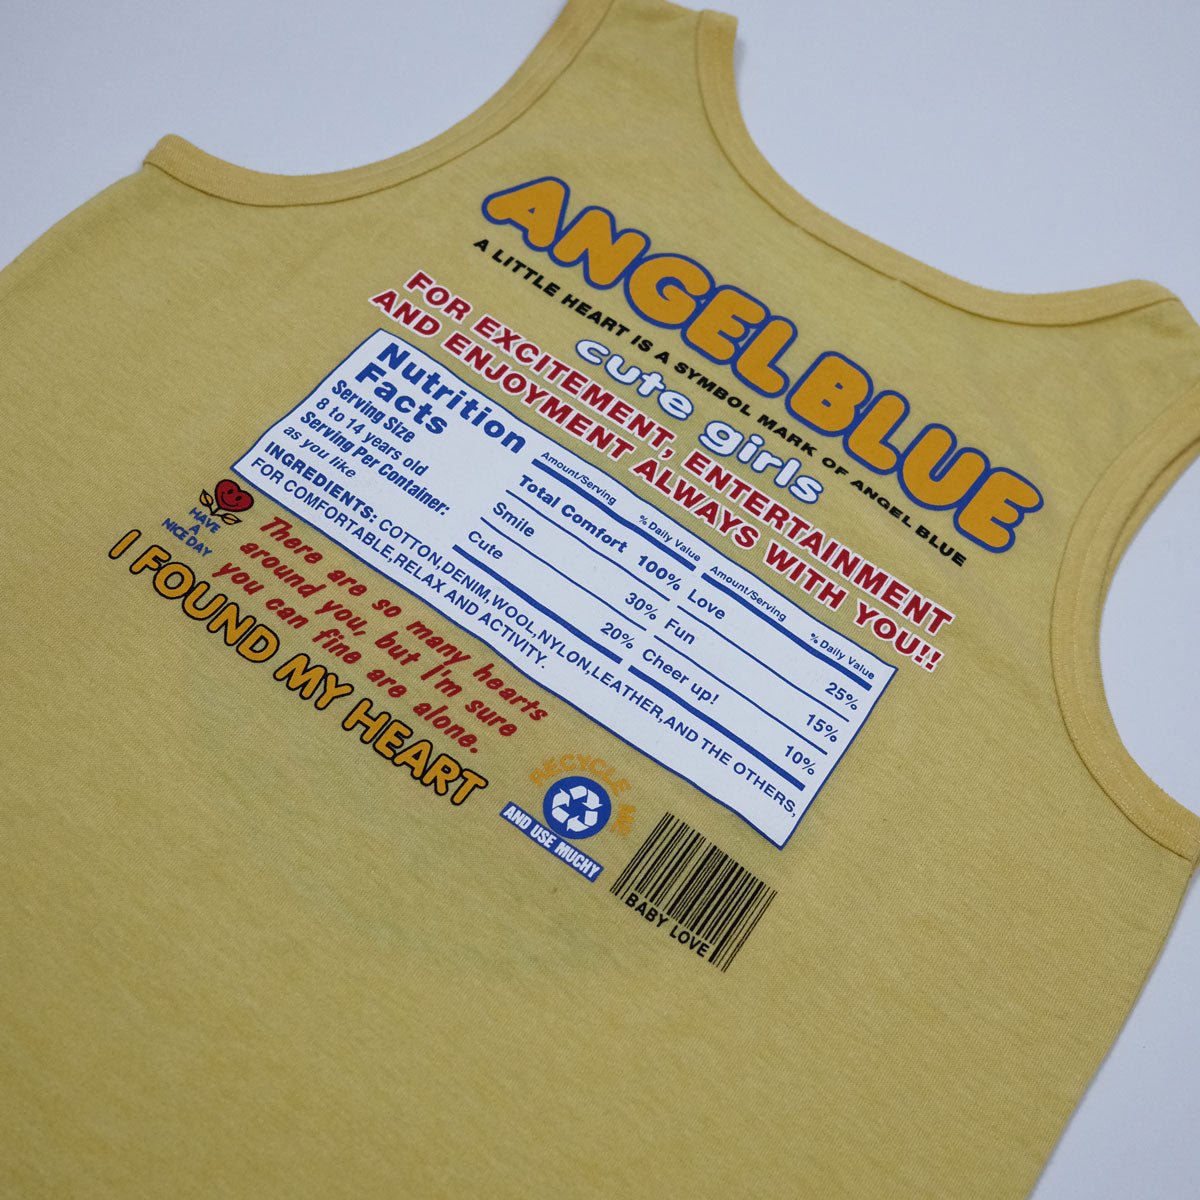 ANGEL BLUE
A LITTLE HEART IS A SYMBOL MARK OF ANGEL BLUE
cute girls
FOR EXCITEMENT, ENTERTAINMENT
AND ENJOYMENT ALWAYS WITH YOU!!
Nutrition
Facts
Serving Size
8 to 14 years old
Serving Per Container.
as you like
Amount/Serving % Daily Value
Total Comfort 100%
Smile 30%
Cute 20%
Amount/Serving % Daily Value
Love 25%
Fun 15%
Cheer up! 10%
INGREDIENTS: COTTON,DENIM,WOOL,NYLON,LEATHER,AND THE OTHERS,
FOR COMFORTABLE,RELAX AND ACTIVITY.
HAVE
A
NICE DAY
There are so many hearts
around you, but I'm sure
you can fine are alone.
I FOUND MY HEART
RECYCLE ME
AND USE MUCHY
BABY LOVE